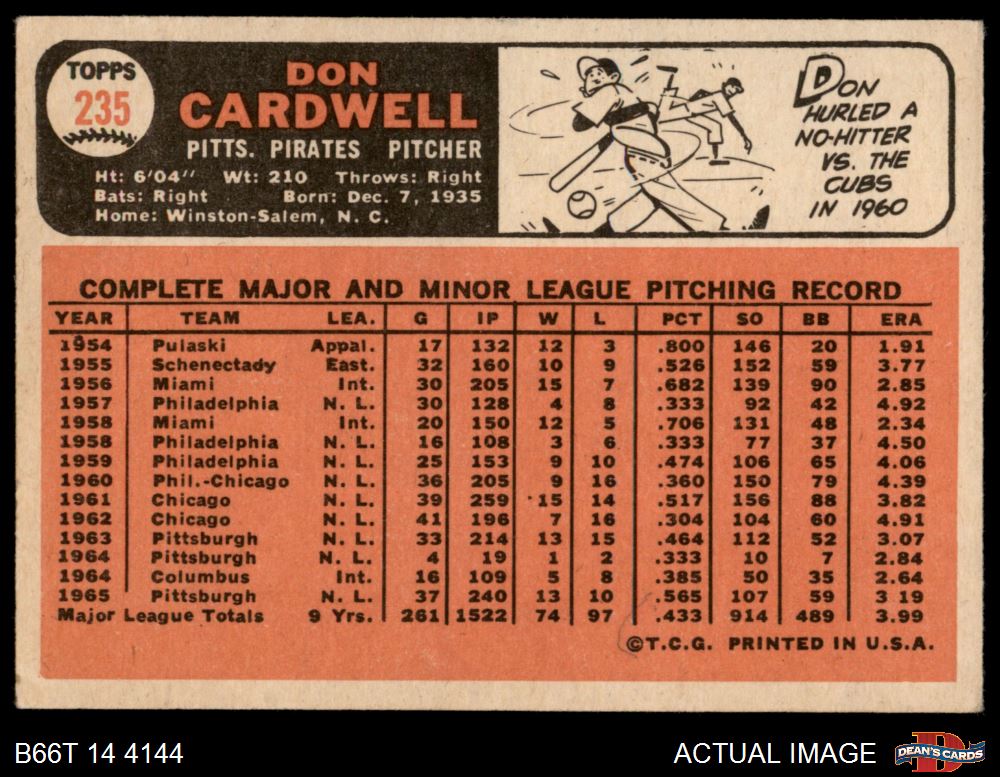 TOPPS
235
DON
CARDWELL
PITTS. PIRATES PITCHER
Ht: 6'04" Wt: 210 Throws: Right
Bats: Right Born: Dec. 7, 1935
Home: Winston-Salem, N. C.
DON
HURLED A
NO-HITTER
VS. THE
CUBS
IN 1960
COMPLETE MAJOR AND MINOR LEAGUE PITCHING RECORD
YEAR TEAM LEA. G IP W L PCT SO BB ERA
1954 Pulaski Appal. 17 132 12 3 .800 146 20 1.91
1955 Schenectady East. 32 160 10 9 .526 152 59 3.77
1956 Miami Int. 30 205 15 7 .682 139 90 2.85
1957 Philadelphia N. L. 30 128 4 8 .333 92 42 4.92
1958 Miami Int. 20 150 12 5 .706 131 48 2.34
1958 Philadelphia N. L. 16 108 3 6 .333 77 37 4.50
1959 Philadelphia N. L. 25 153 9 10 .474 106 65 4.06
1960 Phil.-Chicago N. L. 36 205 9 16 .360 150 79 4.39
1961 Chicago N. L. 39 259 15 14 .517 156 88 3.82
1962 Chicago N. L. 41 196 7 16 .304 104 60 4.91
1963 Pittsburgh N. L. 33 214 13 15 .464 112 52 3.07
1964 Pittsburgh N. L. 4 19 1 2 .333 10 7 2.84
1964 Columbus Int. 16 109 5 8 .385 50 35 2.64
1965 Pittsburgh N. L. 37 240 13 10 .565 107 59 3.19
Major League Totals 9 Yrs. 261 1522 74 97 .433 914 489 3.99
©T.C.G. PRINTED IN U.S.A.
B66T 14 4144
ACTUAL IMAGE
DEAN'S CARDS